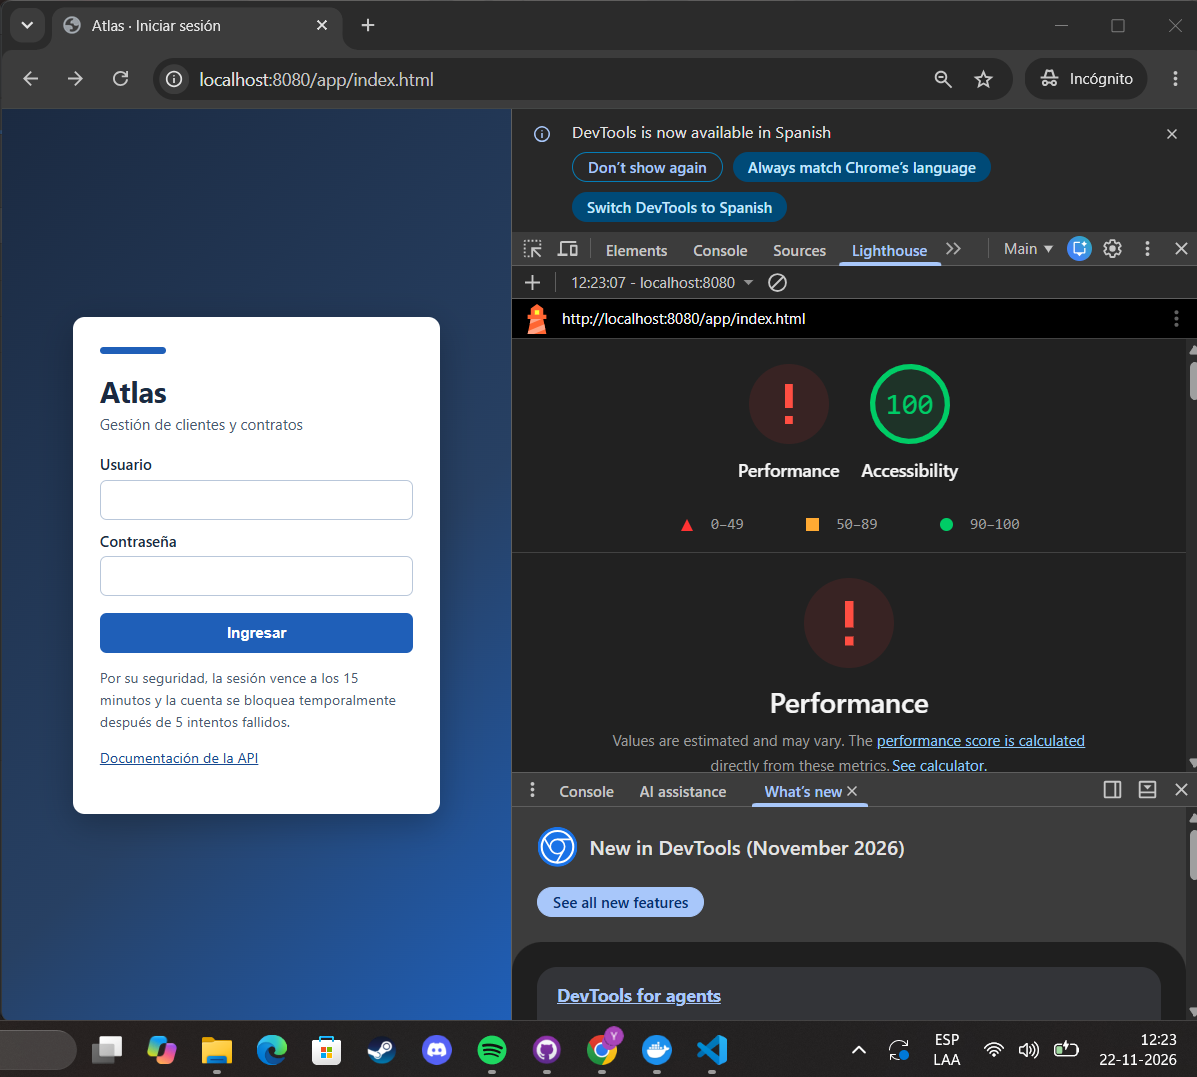 Atlas · Iniciar sesión
localhost:8080/app/index.html
Incógnito
Atlas
Gestión de clientes y contratos
Usuario
Contraseña
Ingresar
Por su seguridad, la sesión vence a los 15
minutos y la cuenta se bloquea temporalmente
después de 5 intentos fallidos.
Documentación de la API
DevTools is now available in Spanish
Don't show again
Always match Chrome's language
Switch DevTools to Spanish
Elements Console Sources Lighthouse Main
12:23:07 - localhost:8080
http://localhost:8080/app/index.html
! 100
Performance Accessibility
0–49 50–89 90–100
!
Performance
Values are estimated and may vary. The performance score is calculated
directly from these metrics. See calculator.
Console AI assistance What's new
New in DevTools (November 2026)
See all new features
DevTools for agents
Y
ESP
LAA
12:23
22-11-2026